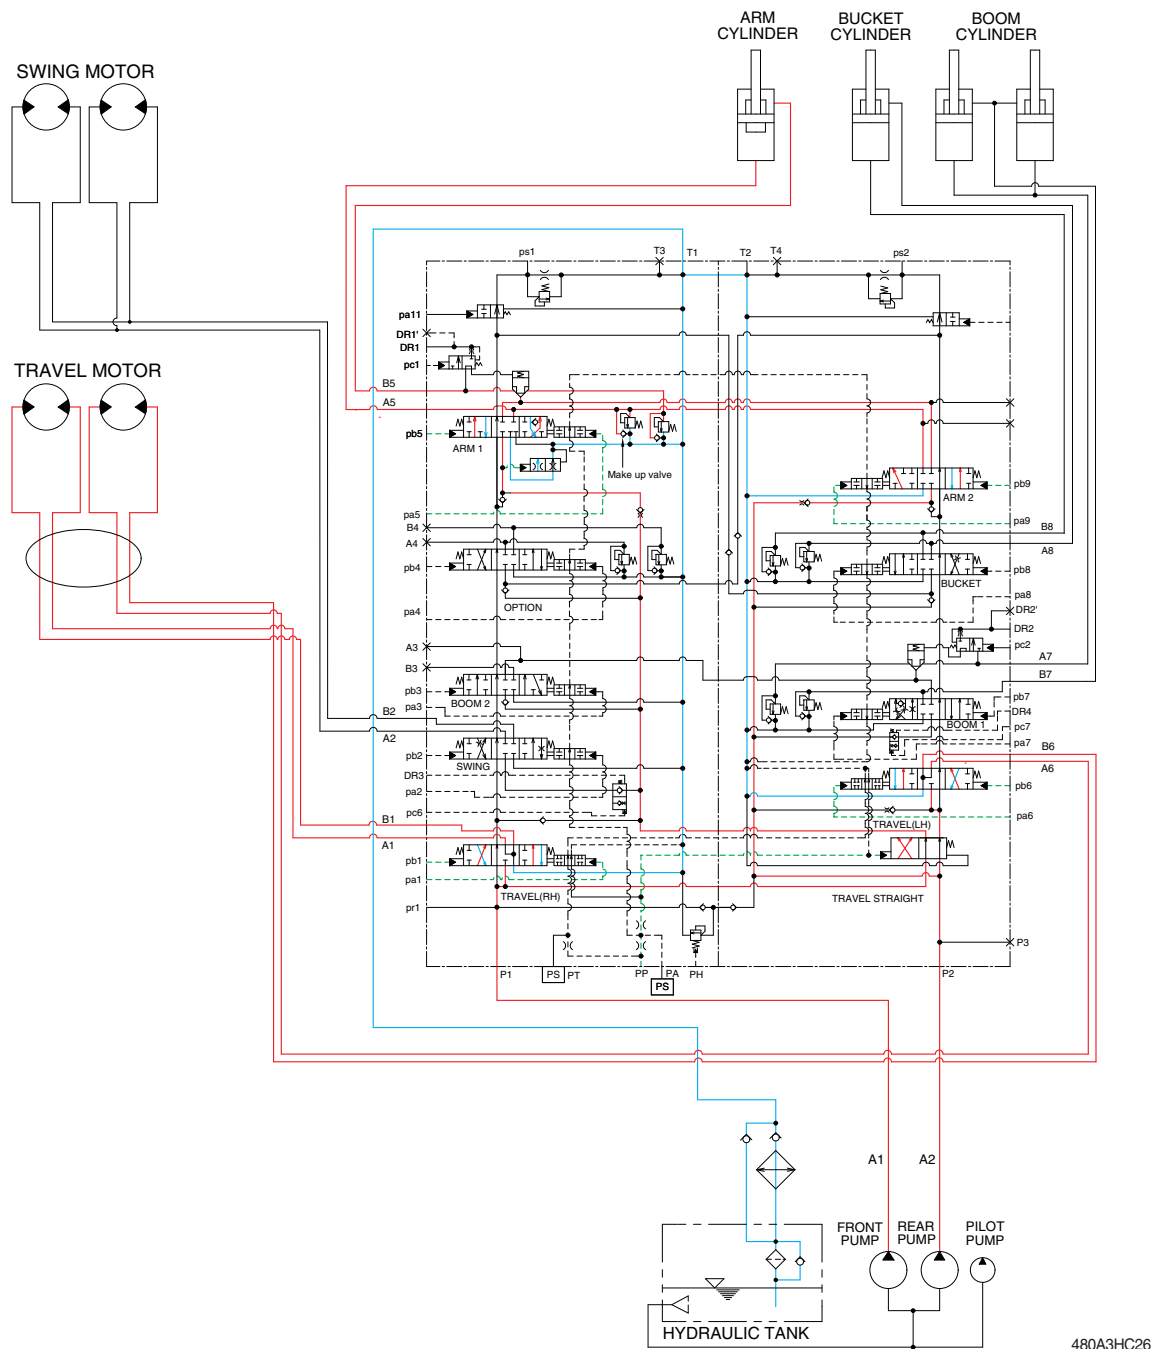 ARM
CYLINDER
BUCKET
CYLINDER
BOOM
CYLINDER
SWING MOTOR
TRAVEL MOTOR
ps1
T3
T1
T2
T4
ps2
pa11
DR1'
DR1
pc1
B5
A5
pb5
ARM 1
Make up valve
pa5
B4
A4
pb4
OPTION
pa4
A3
B3
pb3
BOOM 2
pa3
B2
A2
pb2
SWING
DR3
pa2
pc6
B1
A1
pb1
pa1
TRAVEL(RH)
pr1
pb9
ARM 2
pa9
B8
A8
pb8
BUCKET
pa8
DR2'
DR2
pc2
A7
B7
pb7
DR4
BOOM 1
pc7
pa7
B6
A6
pb6
pa6
TRAVEL(LH)
TRAVEL STRAIGHT
P3
P1
PS
PT
PP
PA
PH
P2
PS
A1
A2
FRONT
PUMP
REAR
PUMP
PILOT
PUMP
HYDRAULIC TANK
480A3HC26